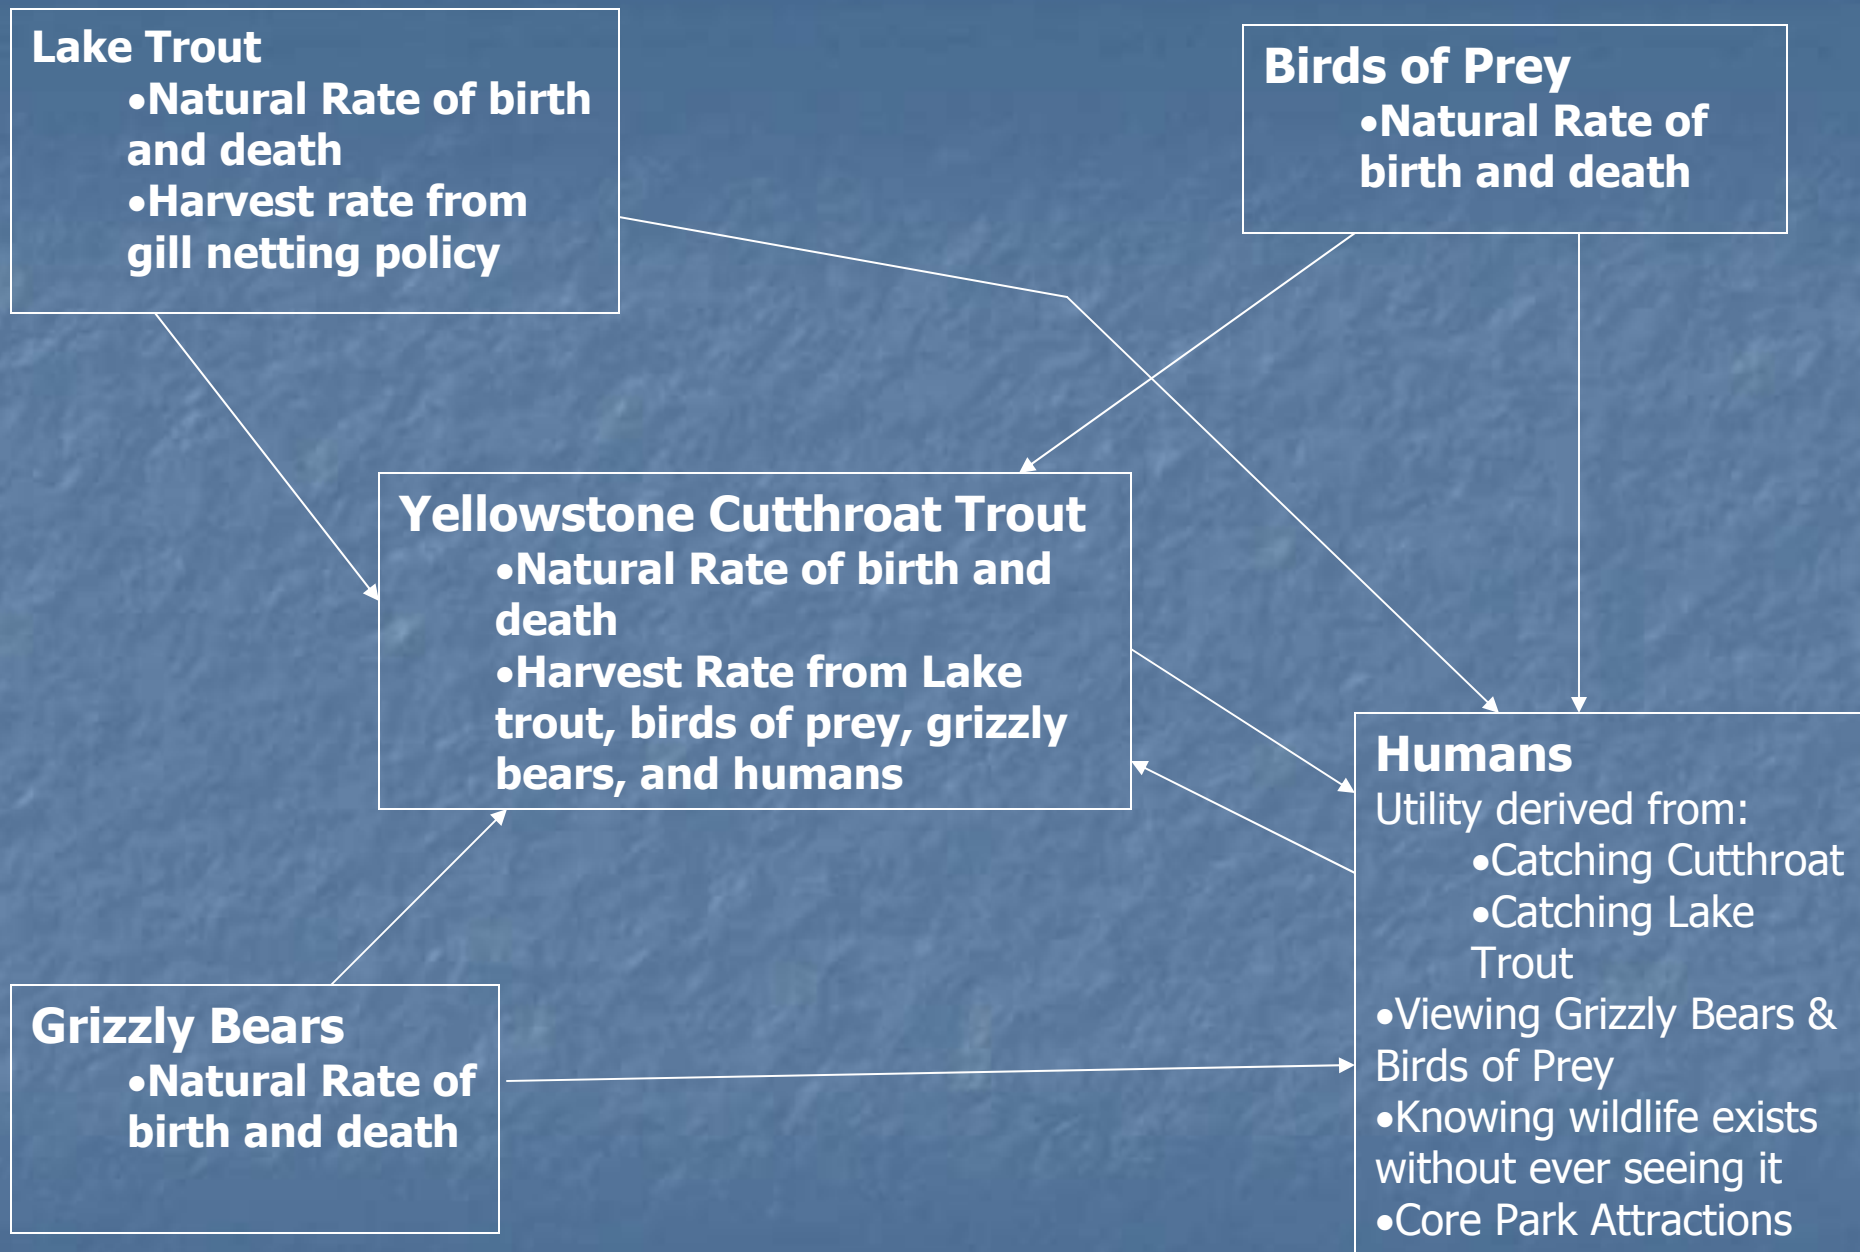 Lake Trout
•Natural Rate of birth
and death
•Harvest rate from
gill netting policy
Birds of Prey
•Natural Rate of
birth and death
Yellowstone Cutthroat Trout
•Natural Rate of birth and
death
•Harvest Rate from Lake
trout, birds of prey, grizzly
bears, and humans
Humans
Utility derived from:
•Catching Cutthroat
•Catching Lake
Trout
•Viewing Grizzly Bears &
Birds of Prey
•Knowing wildlife exists
without ever seeing it
•Core Park Attractions
Grizzly Bears
•Natural Rate of
birth and death